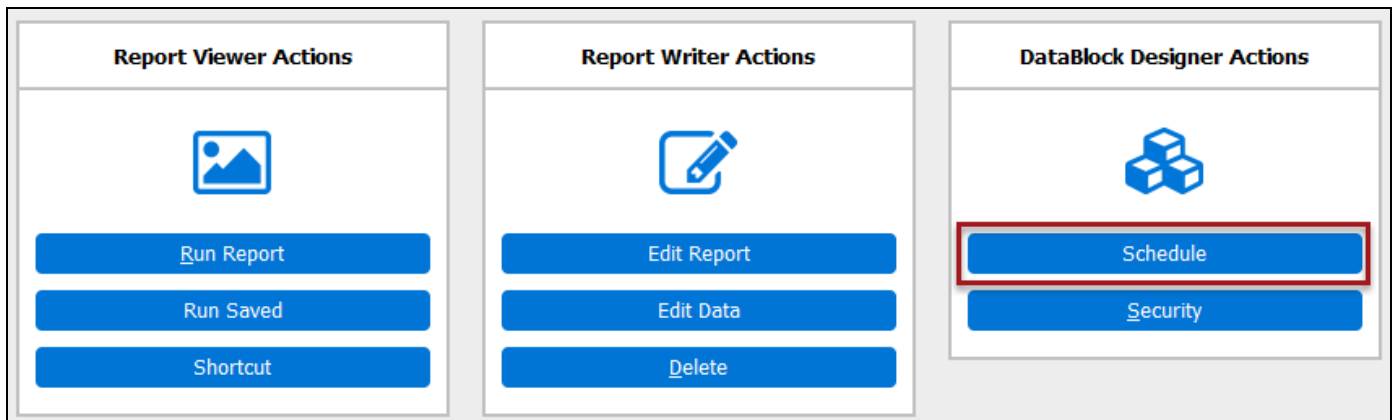 Report Viewer Actions
Run Report
Run Saved
Shortcut
Report Writer Actions
Edit Report
Edit Data
Delete
DataBlock Designer Actions
Schedule
Security